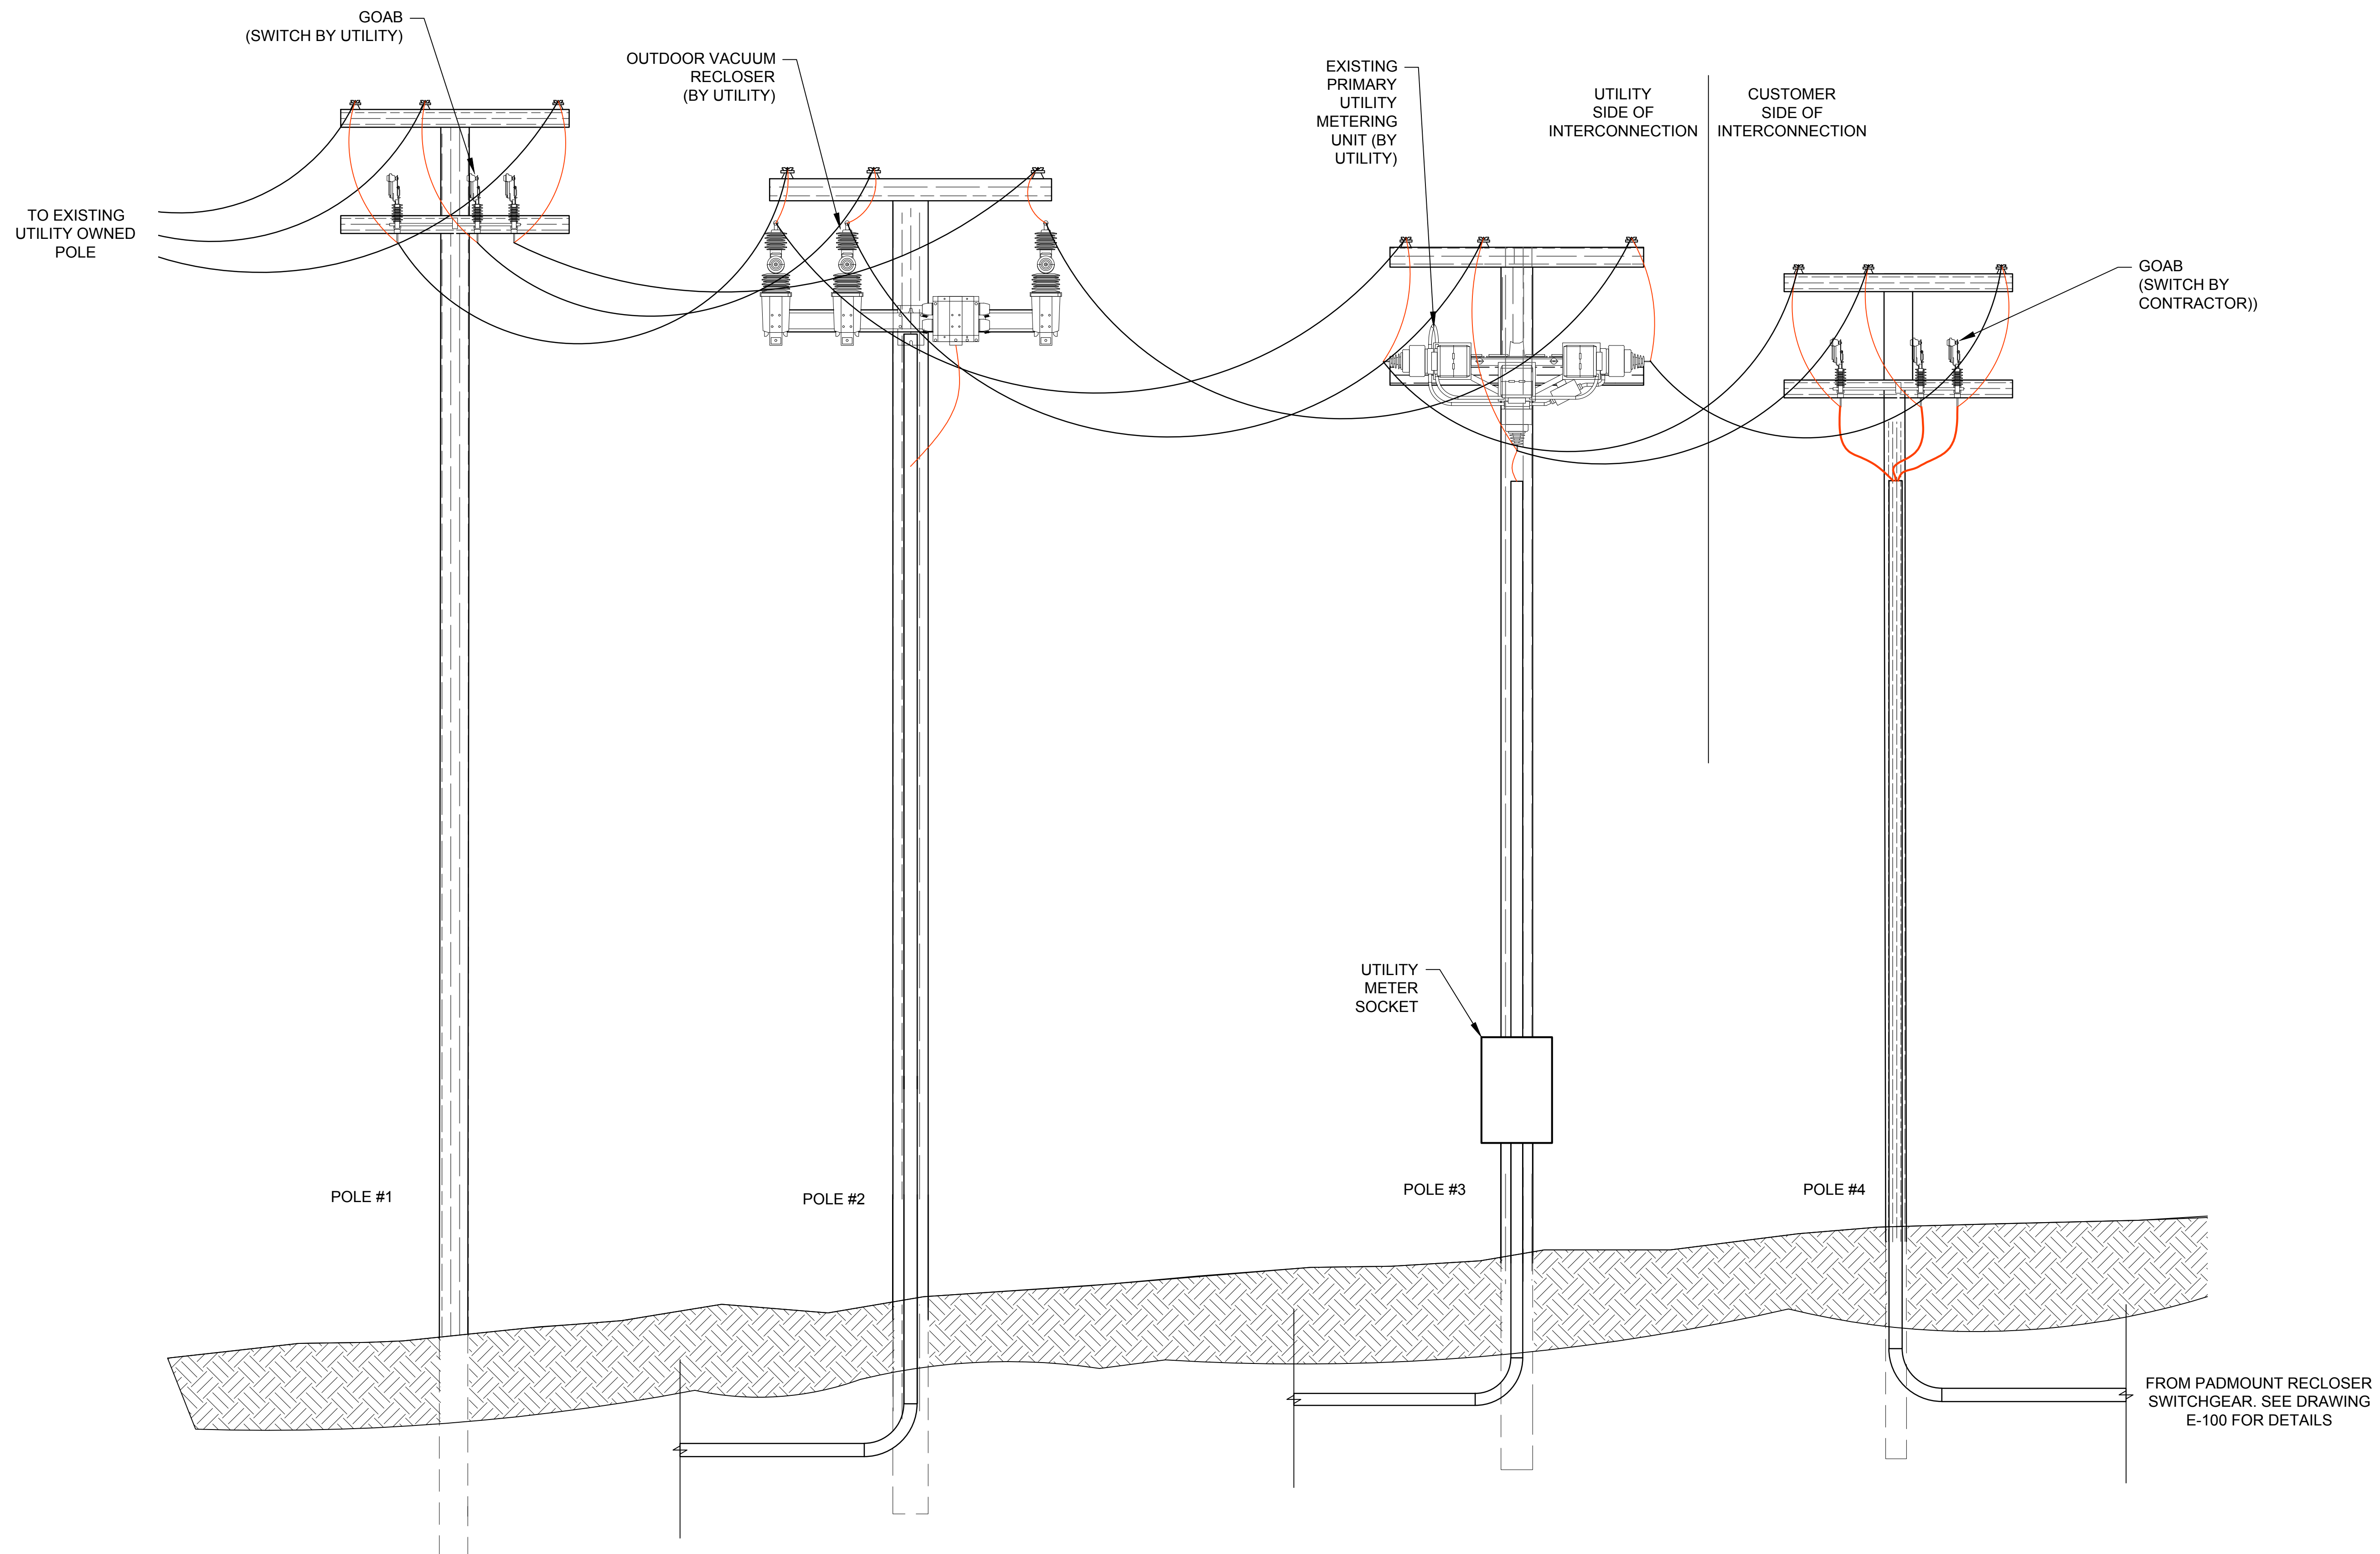 GOAB
(SWITCH BY UTILITY)
OUTDOOR VACUUM
RECLOSER
(BY UTILITY)
EXISTING
PRIMARY
UTILITY
METERING
UNIT (BY
UTILITY)
UTILITY
SIDE OF
INTERCONNECTION
CUSTOMER
SIDE OF
INTERCONNECTION
TO EXISTING
UTILITY OWNED
POLE
GOAB
(SWITCH BY
CONTRACTOR))
UTILITY
METER
SOCKET
POLE #1
POLE #2
POLE #3
POLE #4
FROM PADMOUNT RECLOSER
SWITCHGEAR. SEE DRAWING
E-100 FOR DETAILS